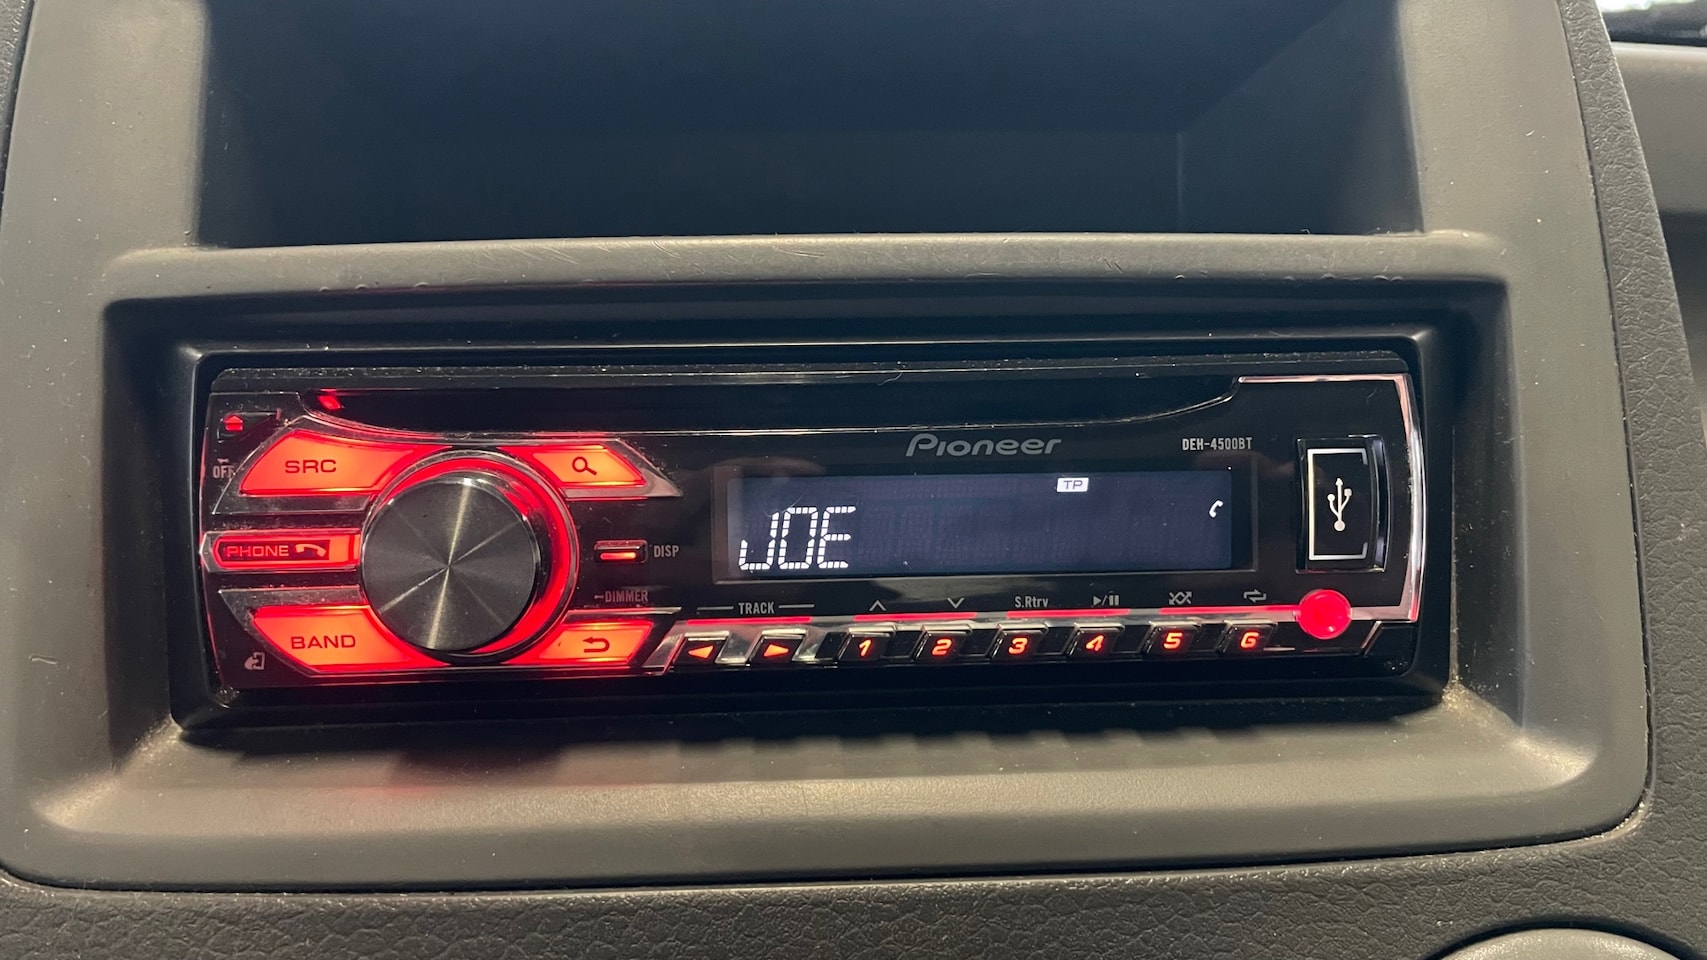 Pioneer
DEH-4500BT
OFF
SRC
TP
JOE
PHONE
DISP
DIMMER
TRACK
S.Rtrv
BAND
1 2 3 4 5 6